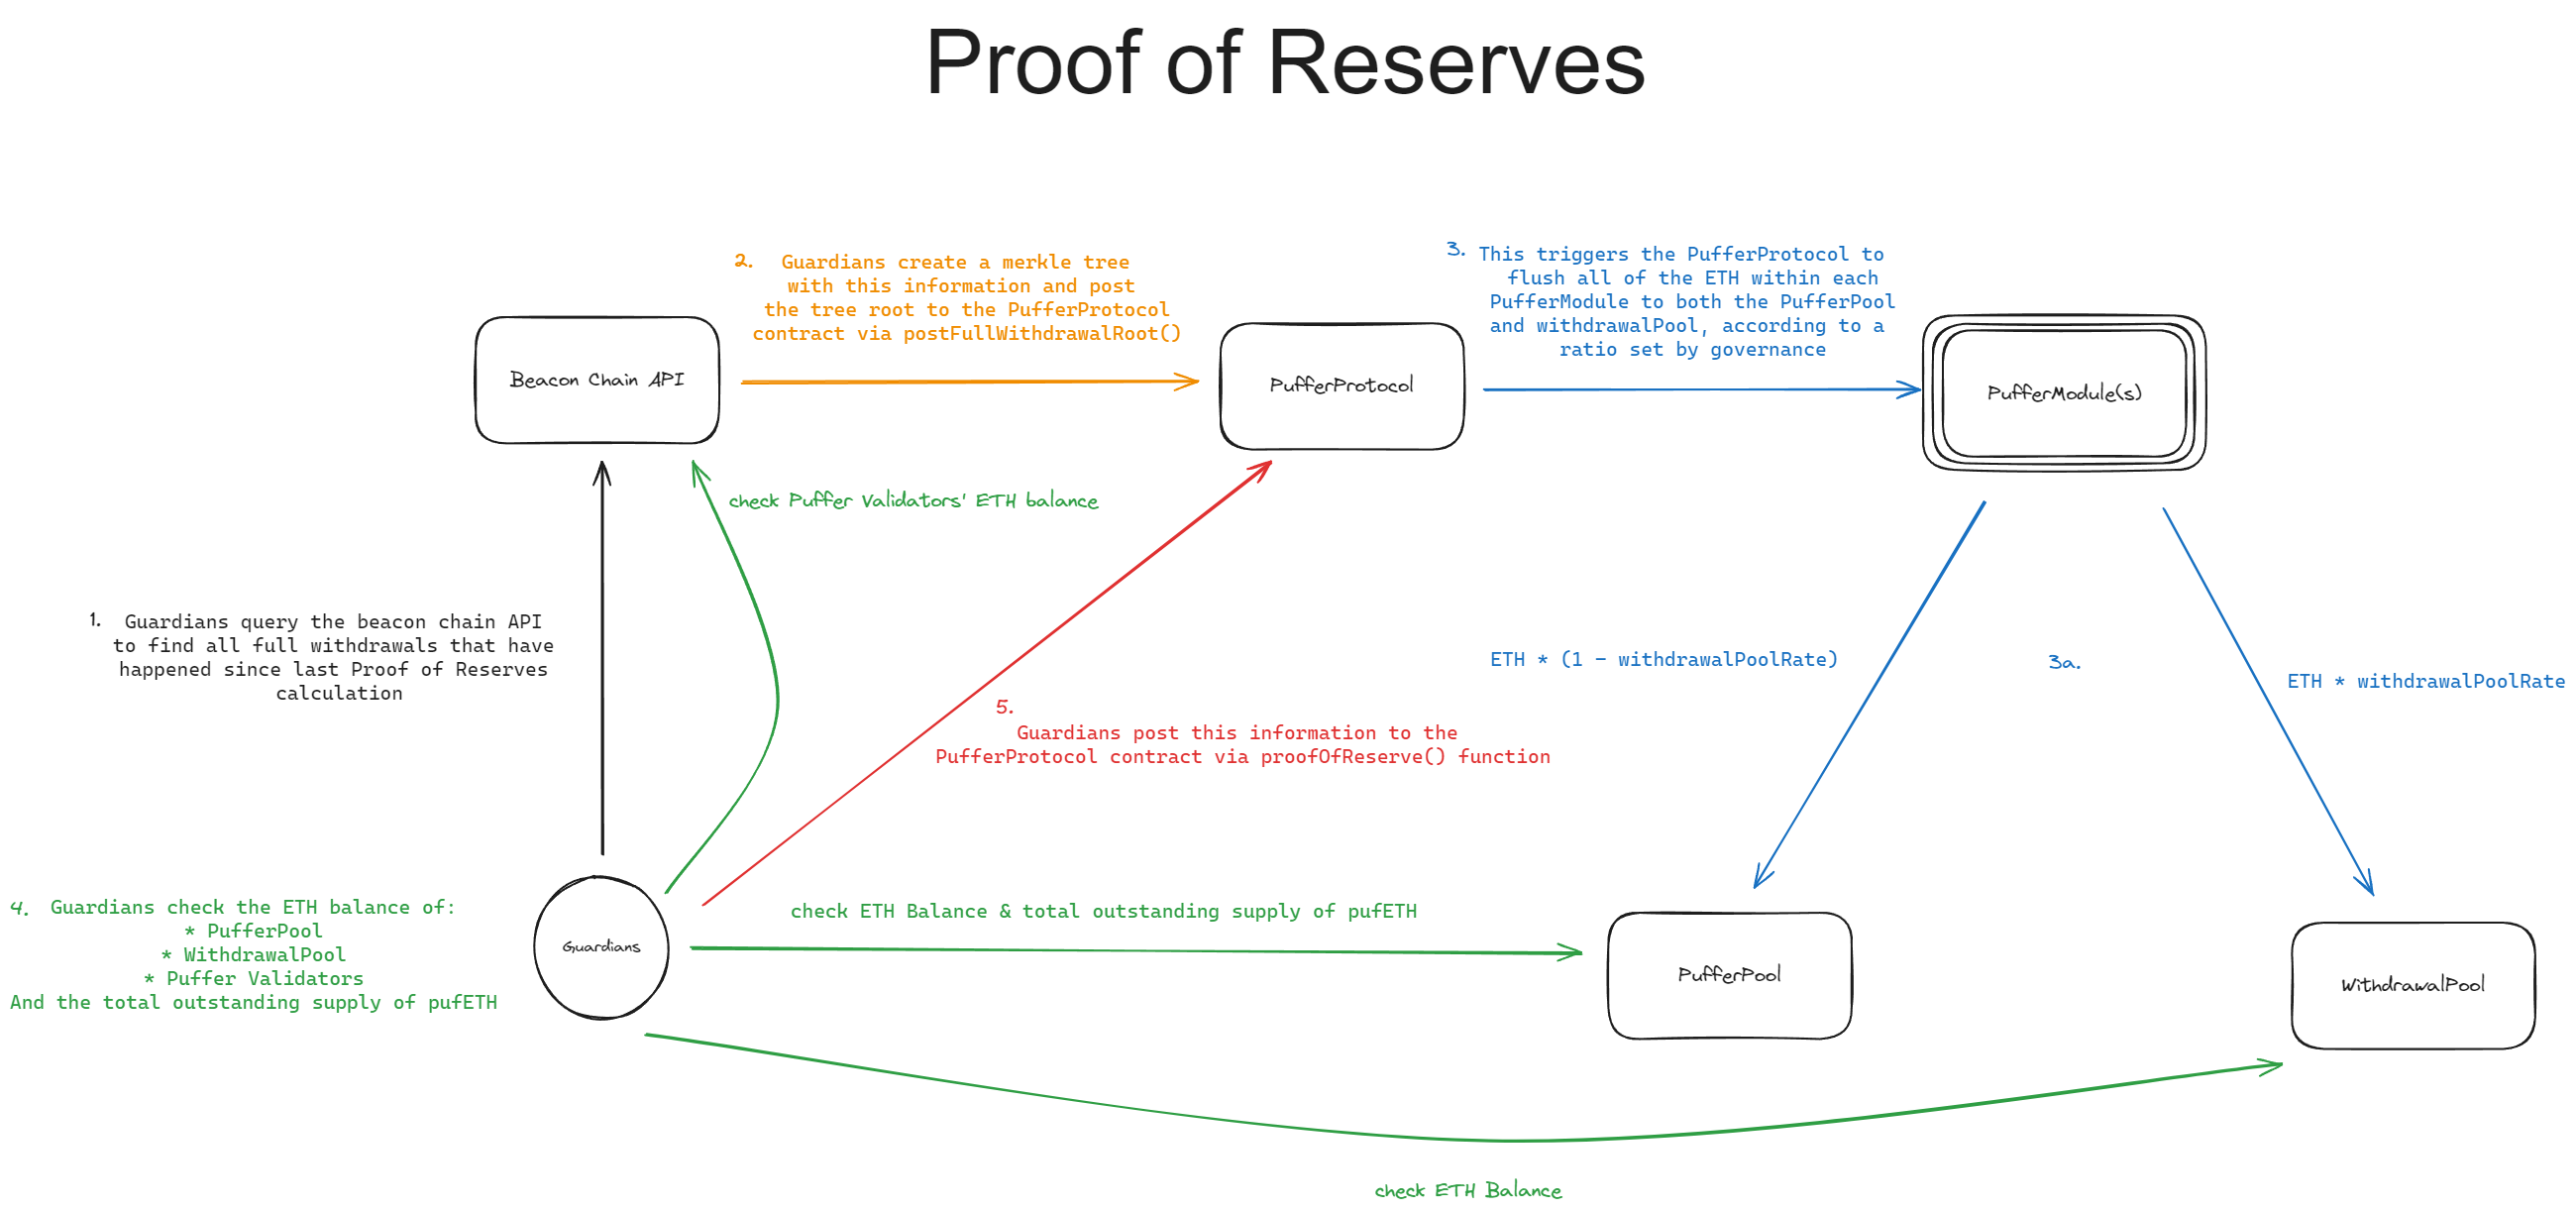 Proof of Reserves
2. Guardians create a merkle tree
with this information and post
the tree root to the PufferProtocol
contract via postFullWithdrawalRoot()
3. This triggers the PufferProtocol to
flush all of the ETH within each
PufferModule to both the PufferPool
and withdrawalPool, according to a
ratio set by governance
Beacon Chain API
PufferProtocol
PufferModule(s)
check Puffer Validators' ETH balance
1. Guardians query the beacon chain API
to find all full withdrawals that have
happened since last Proof of Reserves
calculation
ETH * (1 - withdrawalPoolRate)
3a.
ETH * withdrawalPoolRate
5.
Guardians post this information to the
PufferProtocol contract via proofOfReserve() function
4. Guardians check the ETH balance of:
* PufferPool
* WithdrawalPool
* Puffer Validators
And the total outstanding supply of pufETH
Guardians
check ETH Balance & total outstanding supply of pufETH
PufferPool
WithdrawalPool
check ETH Balance